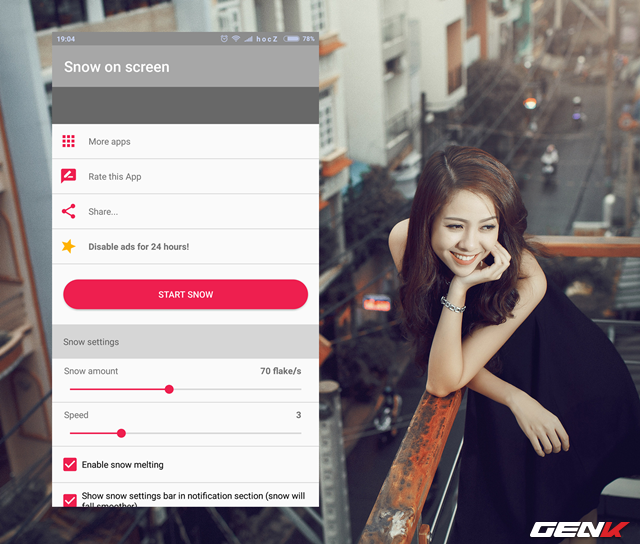 19:04
hocZ
78%
Snow on screen
More apps
Rate this App
Share...
Disable ads for 24 hours!
START SNOW
Snow settings
Snow amount 70 flake/s
Speed 3
Enable snow melting
Show snow settings bar in notification section (snow will
fall smoother)
GENK